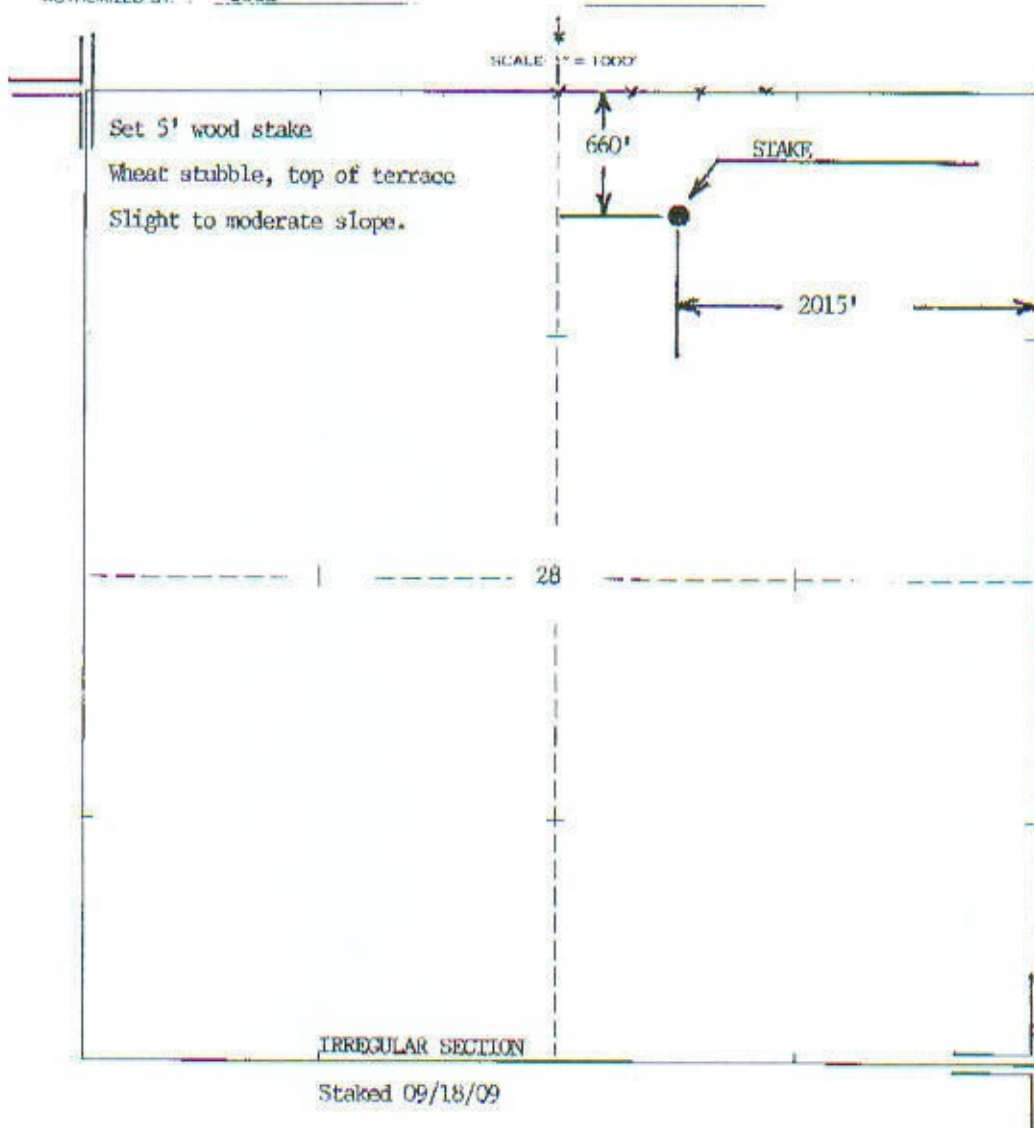 SCALE 1" = 1000'
Set 5' wood stake
660'
STAKE
Wheat stubble, top of terrace
Slight to moderate slope.
2015'
28
IRREGULAR SECTION
Staked 09/18/09